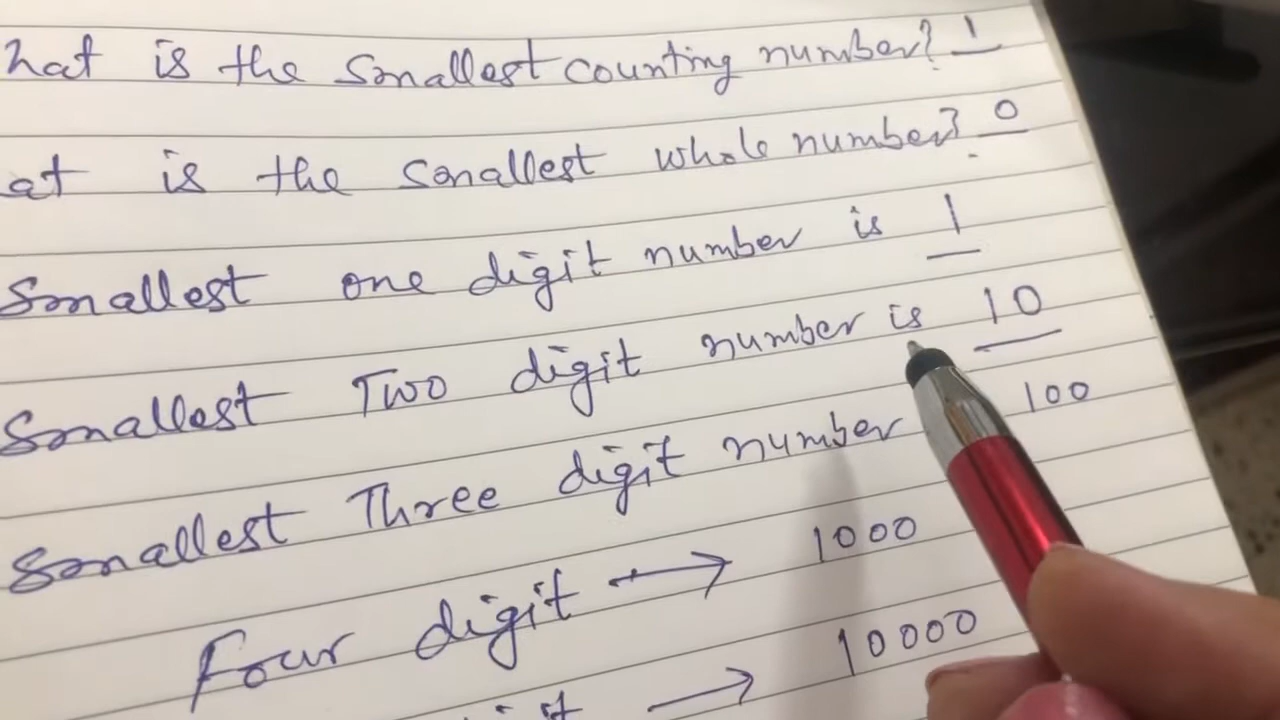 hat is the smallest counting number? 1
at is the smallest whole number? 0
Smallest one digit number is 1
Smallest Two digit number is 10
Smallest Three digit number 100
Four digit → 1000
it → 10000